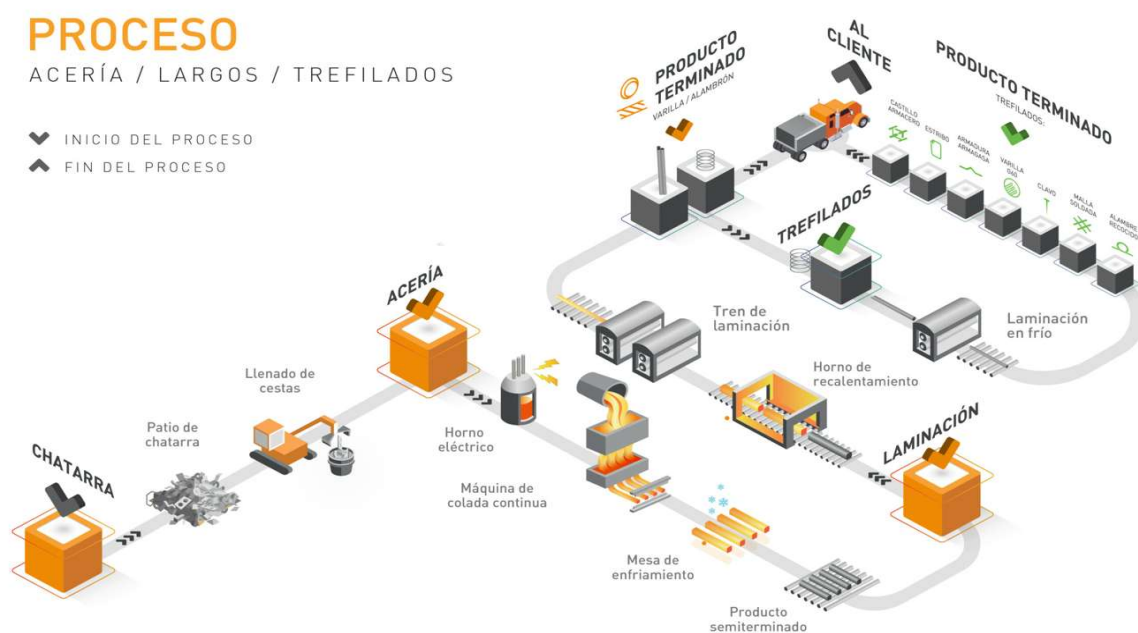 PROCESO
ACERÍA / LARGOS / TREFILADOS
INICIO DEL PROCESO
FIN DEL PROCESO
CHATARRA
Patio de
chatarra
Llenado de
cestas
ACERÍA
Horno
eléctrico
Máquina de
colada continua
Mesa de
enfriamiento
Producto
semiterminado
LAMINACIÓN
Horno de
recalentamiento
Tren de
laminación
PRODUCTO
TERMINADO
VARILLA / ALAMBRÓN
TREFILADOS
Laminación
en frío
PRODUCTO TERMINADO
TREFILADOS:
CASTILLO
ARMACERO
ESTRIBO
ARMADURA
ARMAGASA
VARILLA
G60
CLAVO
MALLA
SOLDADA
ALAMBRE
RECOCIDO
AL
CLIENTE